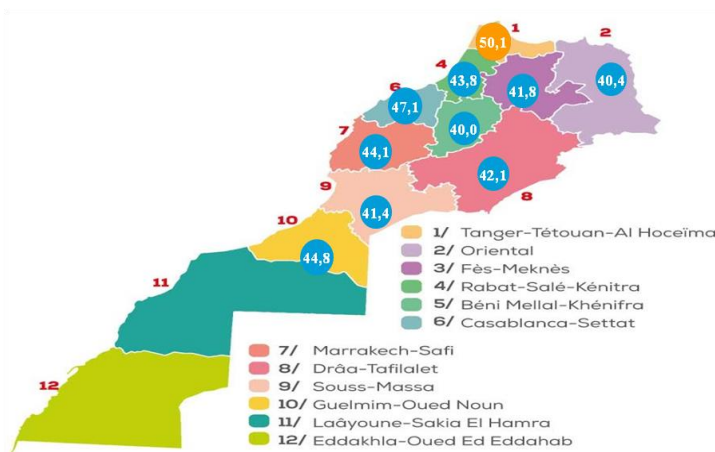 1
2
50,1
4
43,8
40,4
6
41,8
47,1
40,0
7
44,1
42,1
9
8
41,4
10
44,8
11
12
1/ Tanger-Tétouan-Al Hoceïma
2/ Oriental
3/ Fès-Meknès
4/ Rabat-Salé-Kénitra
5/ Béni Mellal-Khénifra
6/ Casablanca-Settat
7/ Marrakech-Safi
8/ Drâa-Tafilalet
9/ Souss-Massa
10/ Guelmim-Oued Noun
11/ Laâyoune-Sakia El Hamra
12/ Eddakhla-Oued Ed Eddahab